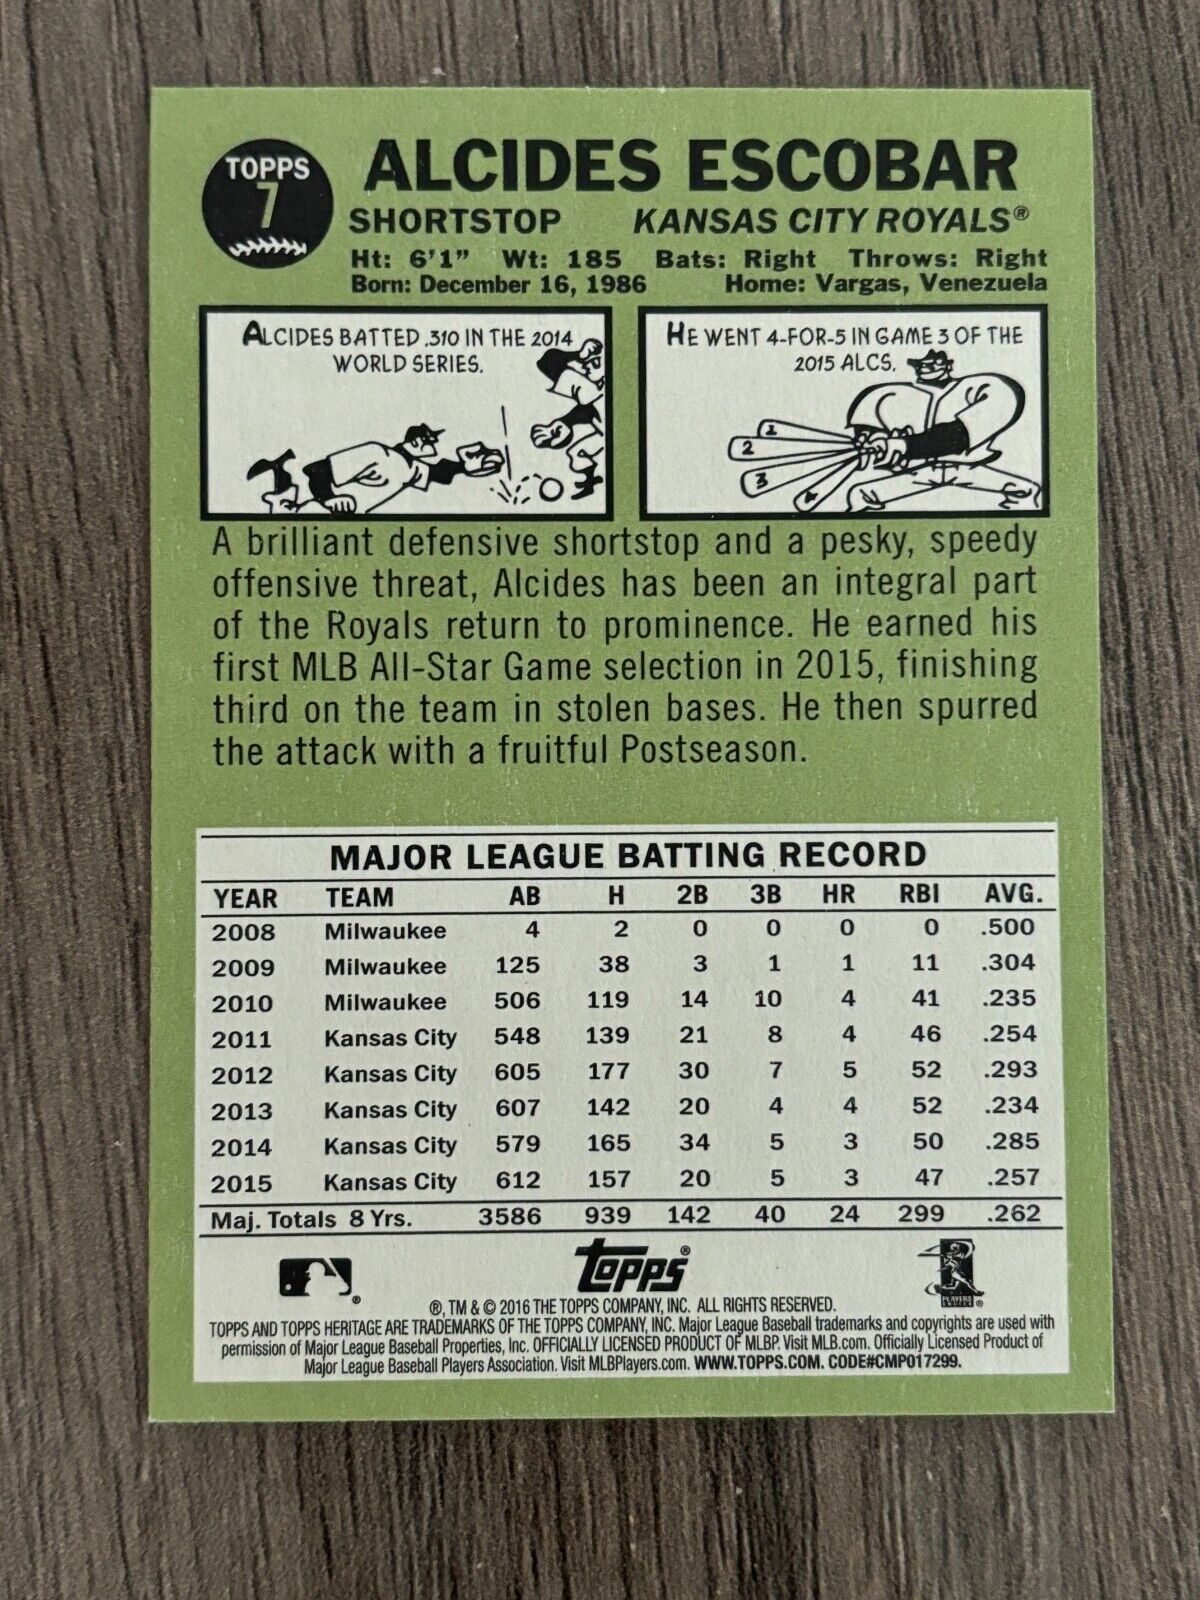 TOPPS
7
ALCIDES ESCOBAR
SHORTSTOP KANSAS CITY ROYALS®
Ht: 6'1" Wt: 185 Bats: Right Throws: Right
Born: December 16, 1986 Home: Vargas, Venezuela
ALCIDES BATTED .310 IN THE 2014
WORLD SERIES.
HE WENT 4-FOR-5 IN GAME 3 OF THE
2015 ALCS.
1
2
3
4
A brilliant defensive shortstop and a pesky, speedy
offensive threat, Alcides has been an integral part
of the Royals return to prominence. He earned his
first MLB All-Star Game selection in 2015, finishing
third on the team in stolen bases. He then spurred
the attack with a fruitful Postseason.
MAJOR LEAGUE BATTING RECORD
YEAR TEAM AB H 2B 3B HR RBI AVG.
2008 Milwaukee 4 2 0 0 0 0 .500
2009 Milwaukee 125 38 3 1 1 11 .304
2010 Milwaukee 506 119 14 10 4 41 .235
2011 Kansas City 548 139 21 8 4 46 .254
2012 Kansas City 605 177 30 7 5 52 .293
2013 Kansas City 607 142 20 4 4 52 .234
2014 Kansas City 579 165 34 5 3 50 .285
2015 Kansas City 612 157 20 5 3 47 .257
Maj. Totals 8 Yrs. 3586 939 142 40 24 299 .262
®
Topps®
PLAYERS
®
®, TM & © 2016 THE TOPPS COMPANY, INC. ALL RIGHTS RESERVED.
TOPPS AND TOPPS HERITAGE ARE TRADEMARKS OF THE TOPPS COMPANY, INC. Major League Baseball trademarks and copyrights are used with
permission of Major League Baseball Properties, Inc. OFFICIALLY LICENSED PRODUCT OF MLBP. Visit MLB.com. Officially Licensed Product of
Major League Baseball Players Association. Visit MLBPlayers.com. WWW.TOPPS.COM. CODE#CMP017299.